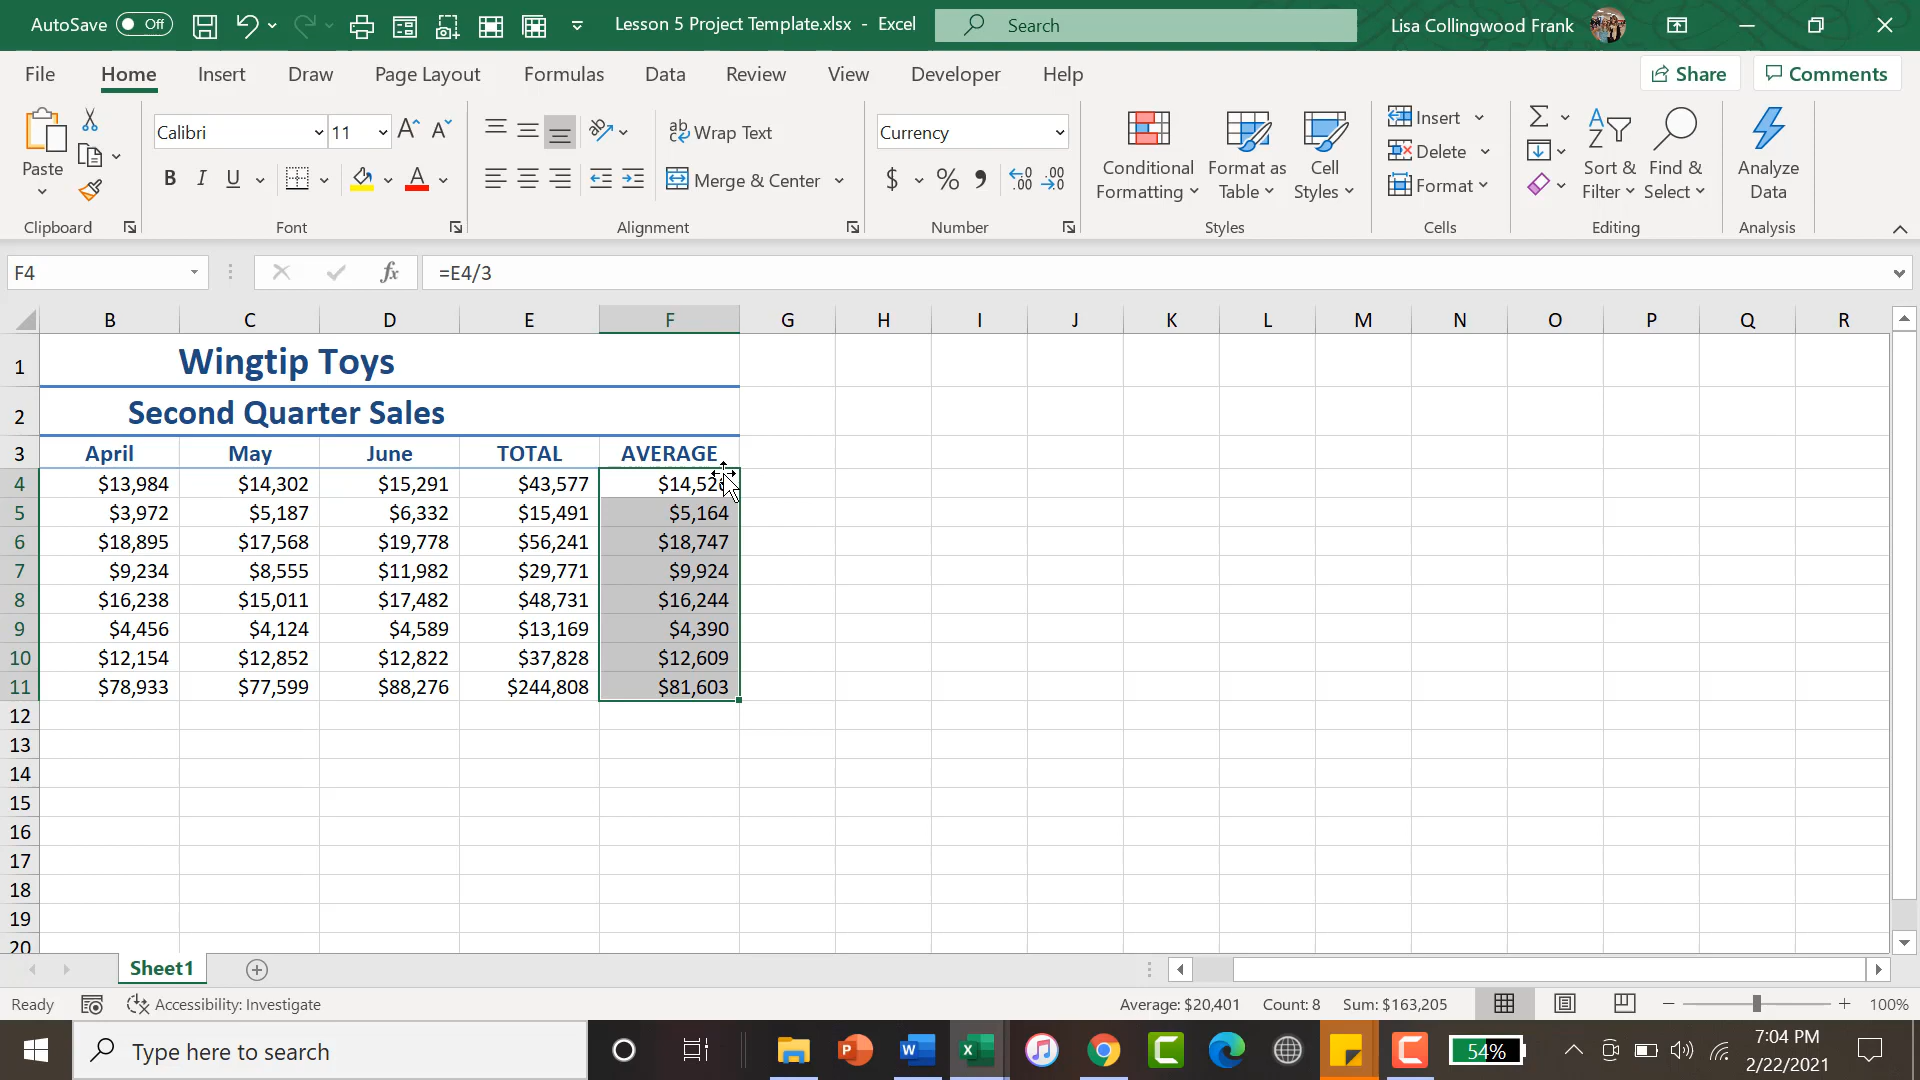 AutoSave Off Lesson 5 Project Template.xlsx - Excel Search Lisa Collingwood Frank
File Home Insert Draw Page Layout Formulas Data Review View Developer Help Share Comments
Paste Calibri 11 Wrap Text Currency Conditional Formatting Format as Table Cell Styles Insert Sort & Filter Find & Select Analyze Data
B I U Merge & Center $ % Delete
Format
Clipboard Font Alignment Number Styles Cells Editing Analysis
F4 fx =E4/3
B C D E F G H I J K L M N O P Q R
1 Wingtip Toys
2 Second Quarter Sales
3 April May June TOTAL AVERAGE
4 $13,984 $14,302 $15,291 $43,577
5 $3,972 $5,187 $6,332 $15,491 $5,164
6 $18,895 $17,568 $19,778 $56,241 $18,747
7 $9,234 $8,555 $11,982 $29,771 $9,924
8 $16,238 $15,011 $17,482 $48,731 $16,244
9 $4,456 $4,124 $4,589 $13,169 $4,390
10 $12,154 $12,852 $12,822 $37,828 $12,609
11 $78,933 $77,599 $88,276 $244,808 $81,603
12
13
14
15
16
17
18
19
20
Sheet1
Ready Accessibility: Investigate Average: $20,401 Count: 8 Sum: $163,205 100%
Type here to search 54% 7:04 PM
2/22/2021